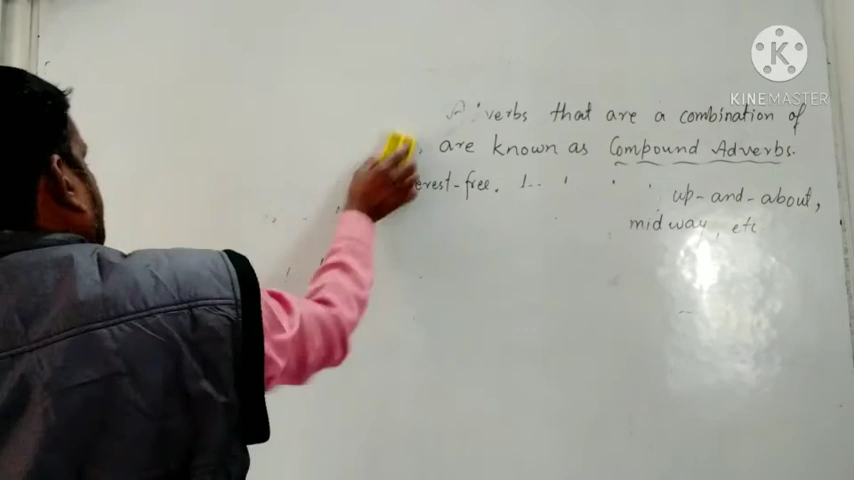 KINEMASTER
verbs that are a combination of
, are known as Compound Adverbs.
erest-free.
up-and-about,
midway, etc